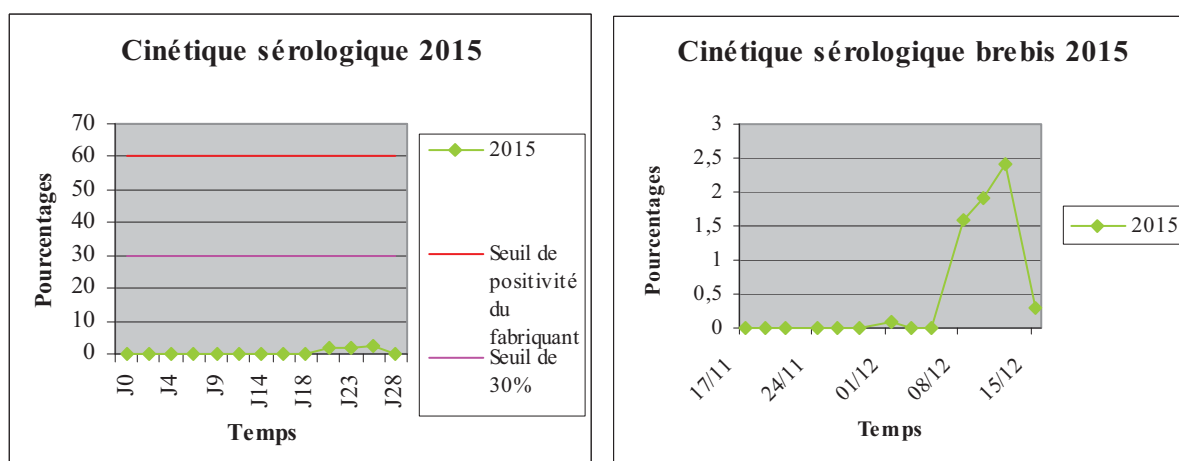 Cinétique sérologique 2015
70
60
50
40
30
20
10
0
Pourcentages
J0
J4
J9
J14
J18
J23
J28
Temps
2015
Seuil de
positivité
du
fabriquant
Seuil de
30%
Cinétique sérologique brebis 2015
3
2,5
2
1,5
1
0,5
0
Pourcentages
17/11
24/11
01/12
08/12
15/12
Temps
2015